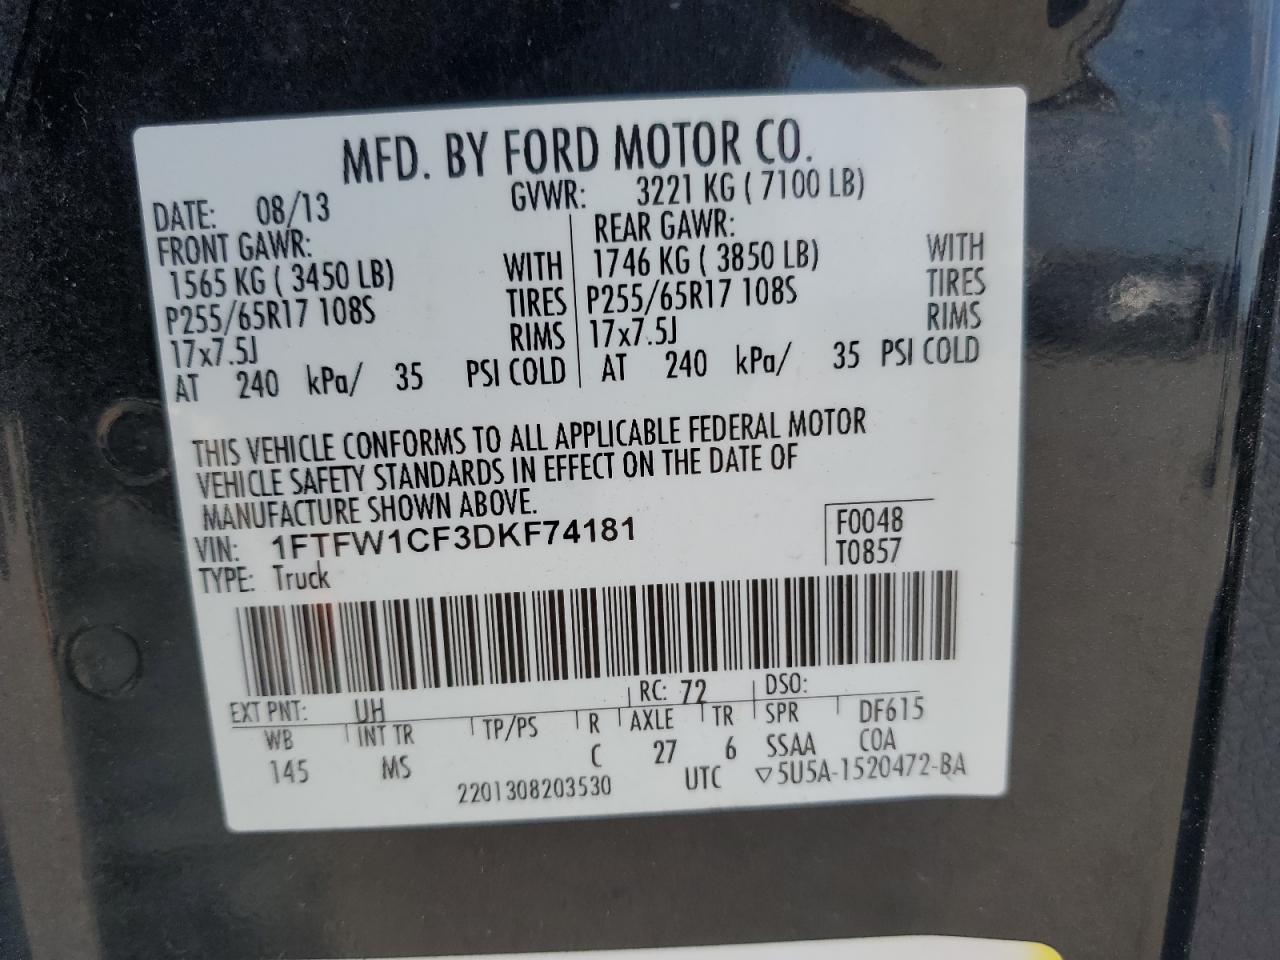 MFD. BY FORD MOTOR CO.
DATE: 08/13 GVWR: 3221 KG ( 7100 LB)
FRONT GAWR: REAR GAWR:
1565 KG ( 3450 LB) WITH 1746 KG ( 3850 LB) WITH
P255/65R17 108S TIRES P255/65R17 108S TIRES
17x7.5J RIMS 17x7.5J RIMS
AT 240 kPa/ 35 PSI COLD AT 240 kPa/ 35 PSI COLD
THIS VEHICLE CONFORMS TO ALL APPLICABLE FEDERAL MOTOR
VEHICLE SAFETY STANDARDS IN EFFECT ON THE DATE OF
MANUFACTURE SHOWN ABOVE.
VIN: 1FTFW1CF3DKF74181 F0048
TYPE: Truck T0857
EXT PNT: UH RC: 72 DSO:
WB INT TR TP/PS R AXLE TR SPR DF615
145 MS C 27 6 SSAA COA
2201308203530 UTC ▽5U5A-1520472-BA